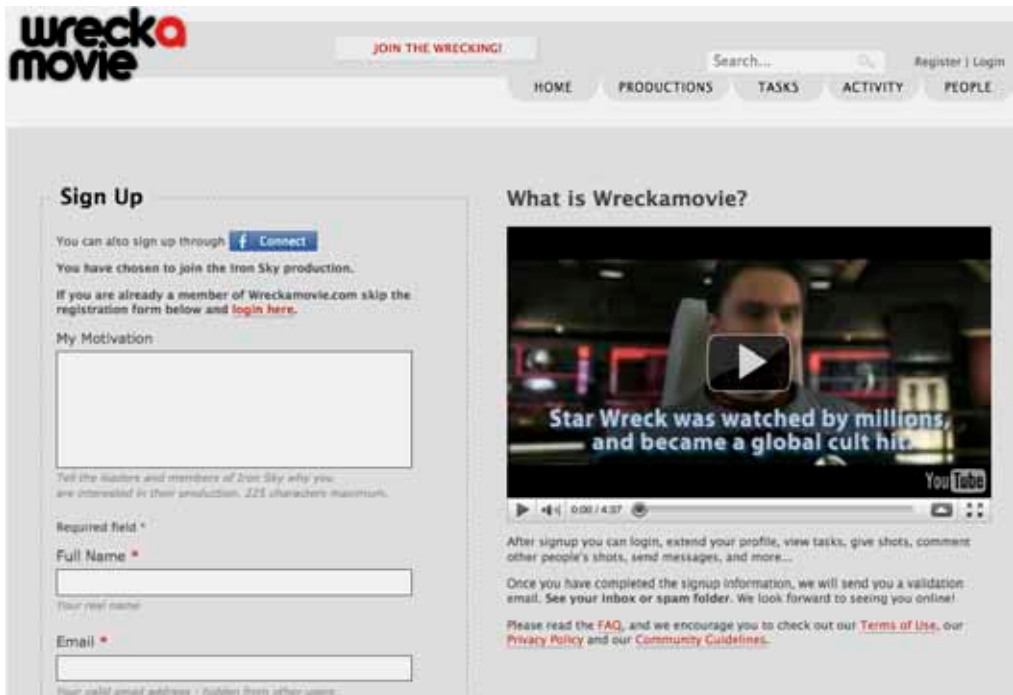 wrecka
movie
JOIN THE WRECKING!
Search...
Register | Login
HOME
PRODUCTIONS
TASKS
ACTIVITY
PEOPLE
Sign Up
You can also sign up through f Connect
You have chosen to join the Iron Sky production.
If you are already a member of Wreckamovie.com skip the
registration form below and login here.
My Motivation
Tell the leaders and members of Iron Sky why you
are interested in their production. 225 characters maximum.
Required field *
Full Name *
Your real name
Email *
Your valid email address - hidden from other users
What is Wreckamovie?
Star Wreck was watched by millions,
and became a global cult hit.
YouTube
0:00 / 4:37
After signup you can login, extend your profile, view tasks, give shots, comment
other people's shots, send messages, and more...
Once you have completed the signup information, we will send you a validation
email. See your inbox or spam folder. We look forward to seeing you online!
Please read the FAQ, and we encourage you to check out our Terms of Use, our
Privacy Policy and our Community Guidelines.